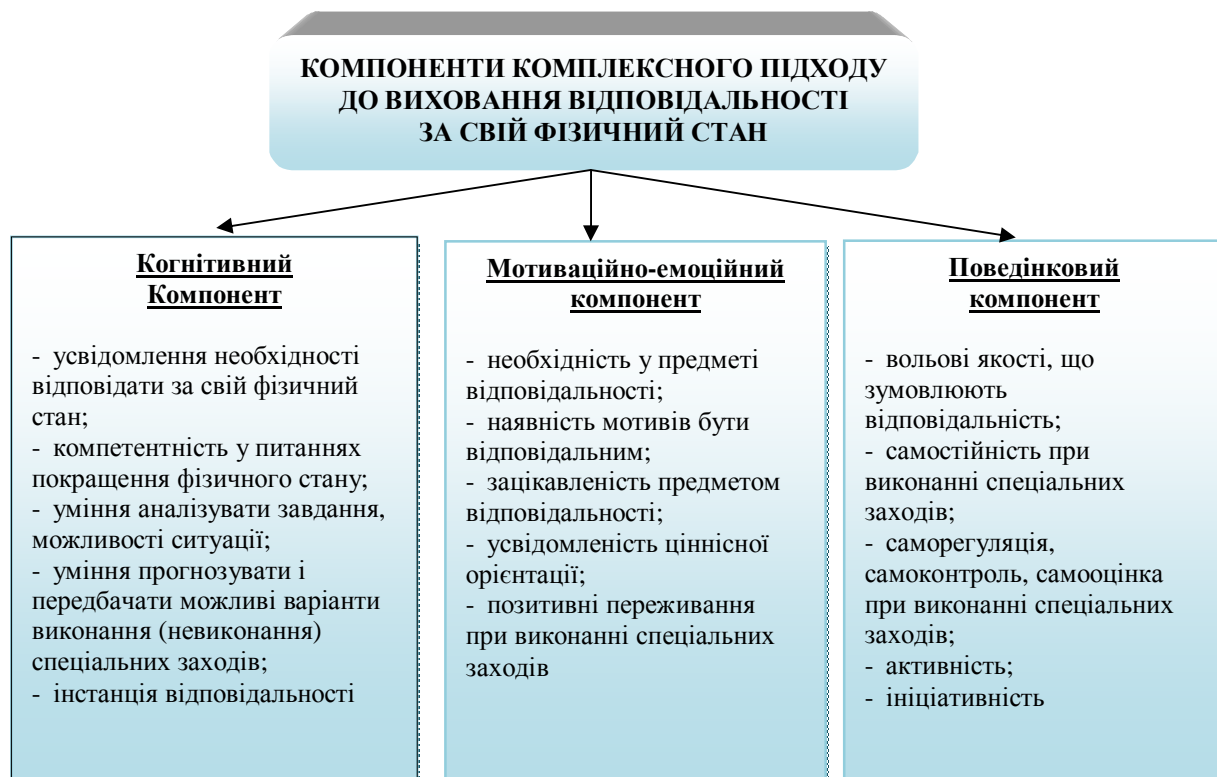 КОМПОНЕНТИ КОМПЛЕКСНОГО ПІДХОДУ
ДО ВИХОВАННЯ ВІДПОВІДАЛЬНОСТІ
ЗА СВІЙ ФІЗИЧНИЙ СТАН
Когнітивний
Компонент
- усвідомлення необхідності
відповідати за свій фізичний
стан;
- компетентність у питаннях
покращення фізичного стану;
- уміння аналізувати завдання,
можливості ситуації;
- уміння прогнозувати і
передбачати можливі варіанти
виконання (невиконання)
спеціальних заходів;
- інстанція відповідальності
Мотиваційно-емоційний
компонент
- необхідність у предметі
відповідальності;
- наявність мотивів бути
відповідальним;
- зацікавленість предметом
відповідальності;
- усвідомленість ціннісної
орієнтації;
- позитивні переживання
при виконанні спеціальних
заходів
Поведінковий
компонент
- вольові якості, що
зумовлюють
відповідальність;
- самостійність при
виконанні спеціальних
заходів;
- саморегуляція,
самоконтроль, самооцінка
при виконанні спеціальних
заходів;
- активність;
- ініціативність